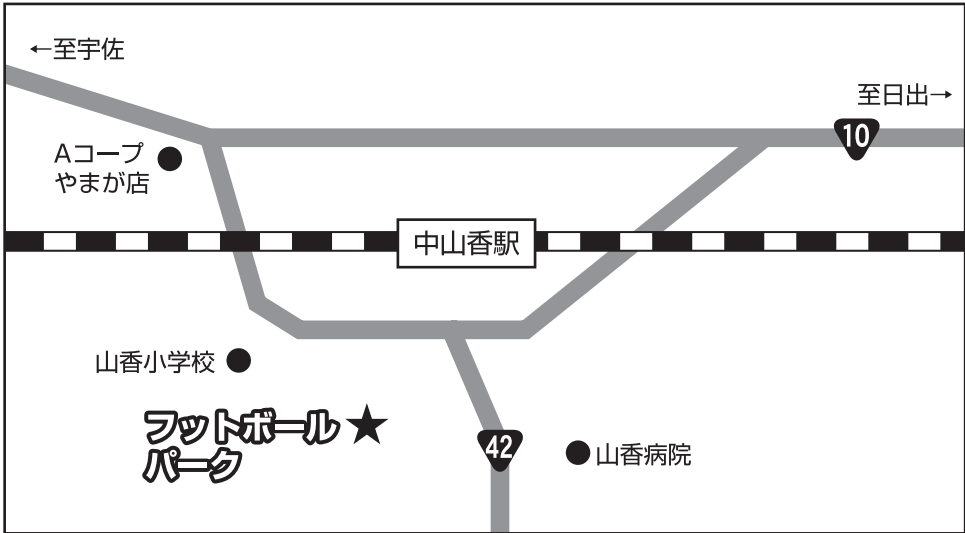 ←至宇佐
至日出→
10
Aコープ
やまが店
中山香駅
山香小学校
フットボール
パーク
42
山香病院